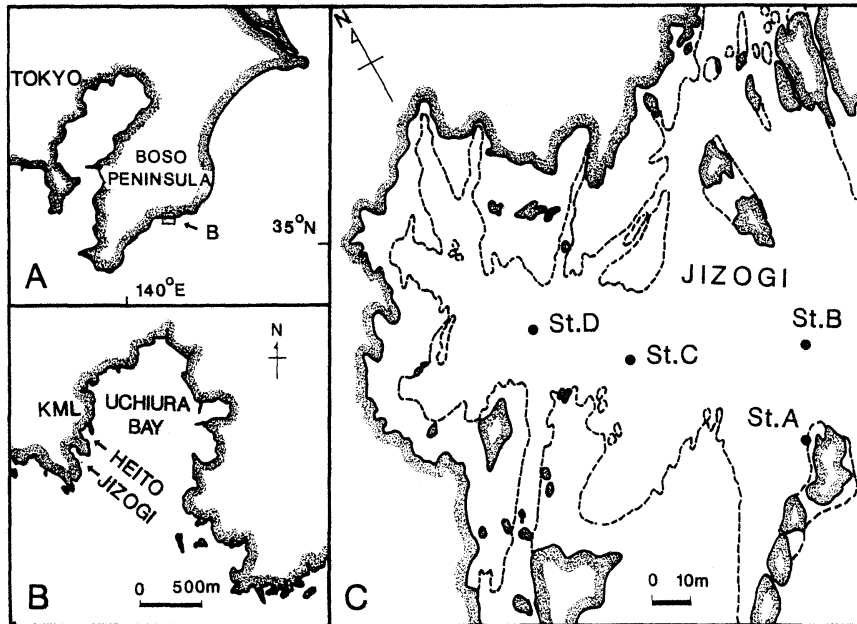 TOKYO
BOSO
PENINSULA
B
35°N
A
140°E
N
KML
UCHIURA
BAY
HEITO
JIZOGI
B
0 500m
N
JIZOGI
St.D
St.B
St.C
St.A
C
0 10m